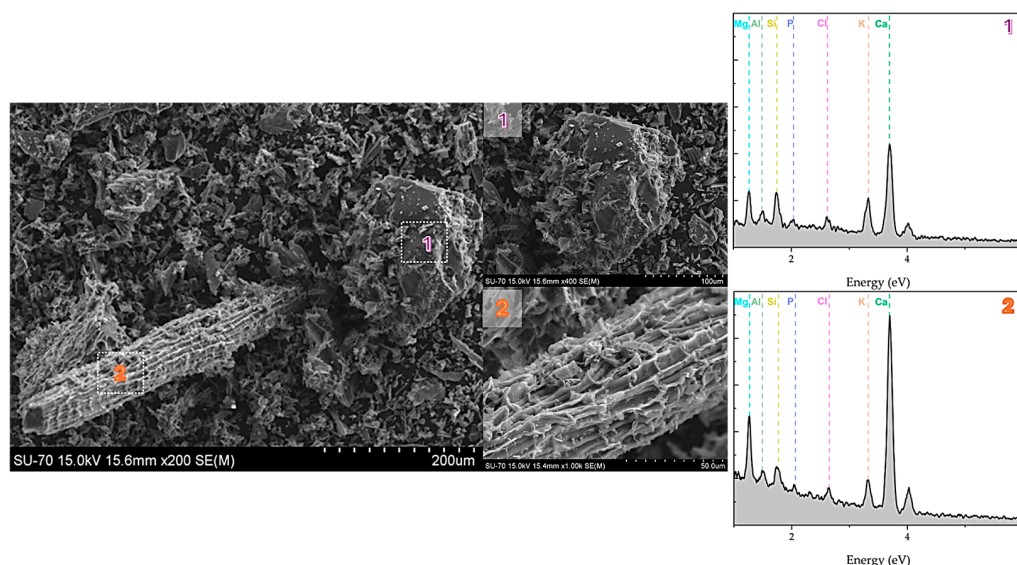 1
2
SU-70 15.0kV 15.6mm x200 SE(M)
200um
1
SU-70 15.0kV 15.6mm x400 SE(M)
100um
2
SU-70 15.0kV 15.4mm x1.00k SE(M)
50.0um
Mg Al Si P Cl K Ca
1
2 4
Energy (eV)
Mg Al Si P Cl K Ca
2
2 4
Energy (eV)